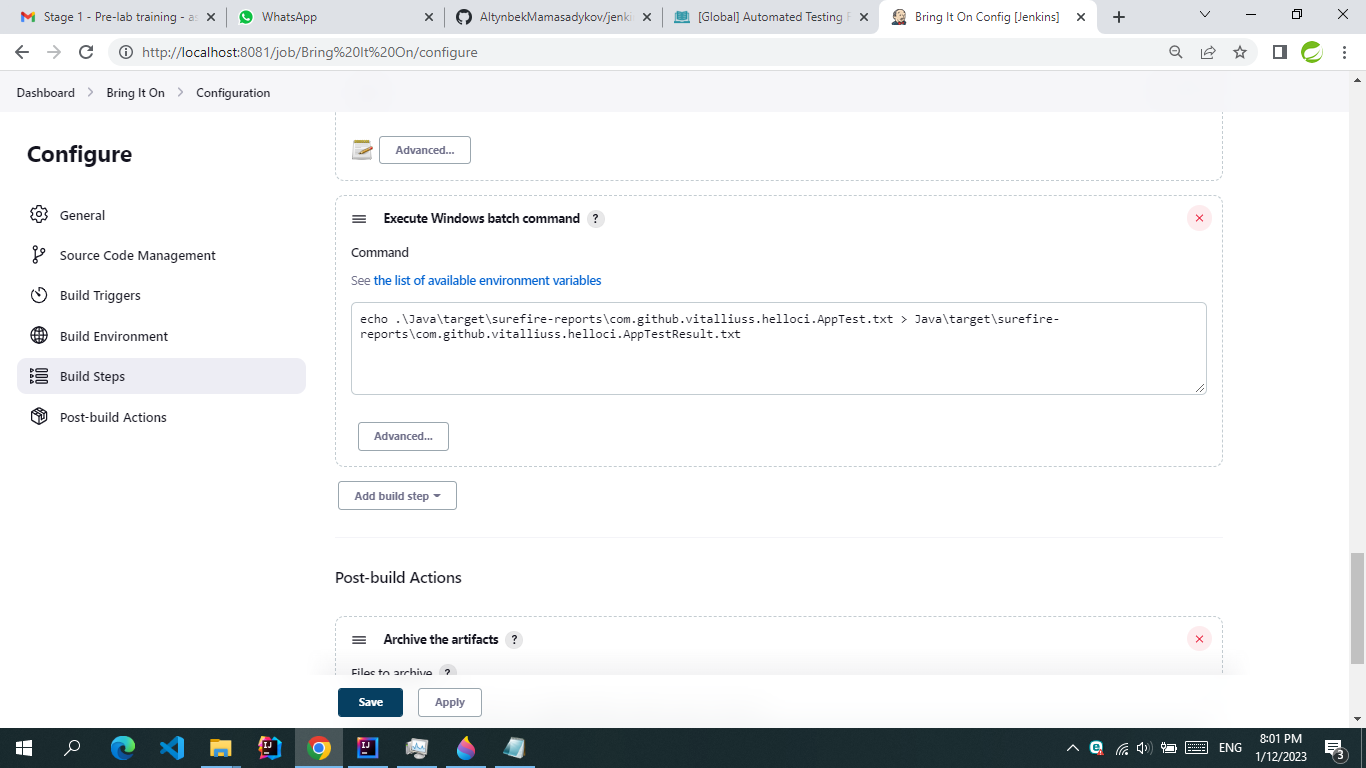 Stage 1 - Pre-lab training - as
WhatsApp
AltynbekMamasadykov/jenki
[Global] Automated Testing F
Bring It On Config [Jenkins]
http://localhost:8081/job/Bring%20It%20On/configure
Dashboard
Bring It On
Configuration
Configure
General
Source Code Management
Build Triggers
Build Environment
Build Steps
Post-build Actions
Advanced...
Execute Windows batch command ?
Command
See the list of available environment variables
echo .\Java\target\surefire-reports\com.github.vitalliuss.helloci.AppTest.txt > Java\target\surefire-
reports\com.github.vitalliuss.helloci.AppTestResult.txt
Advanced...
Add build step
Post-build Actions
Archive the artifacts ?
Files to archive ?
Save
Apply
ENG
8:01 PM
1/12/2023
3